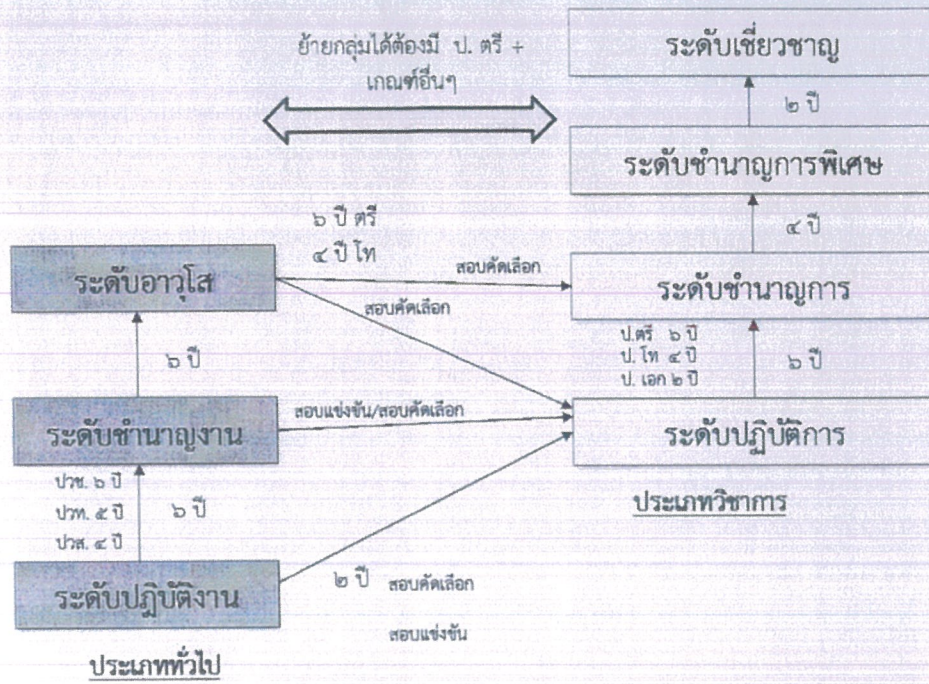 ย้ายกลุ่มได้ต้องมี ป. ตรี +
เกณฑ์อื่นๆ
ระดับเชี่ยวชาญ
๒ ปี
ระดับชำนาญการพิเศษ
๔ ปี
๖ ปี ตรี
๔ ปี โท
ระดับอาวุโส
สอบคัดเลือก
ระดับชำนาญการ
สอบคัดเลือก
๖ ปี
ป.ตรี ๖ ปี
ป. โท ๔ ปี
ป. เอก ๒ ปี
๖ ปี
ระดับชำนาญงาน
สอบแข่งขัน/สอบคัดเลือก
ระดับปฏิบัติการ
ประเภทวิชาการ
ปวช. ๖ ปี
ปวท. ๕ ปี
ปวส. ๔ ปี
๖ ปี
ระดับปฏิบัติงาน
๒ ปี
สอบคัดเลือก
สอบแข่งขัน
ประเภททั่วไป